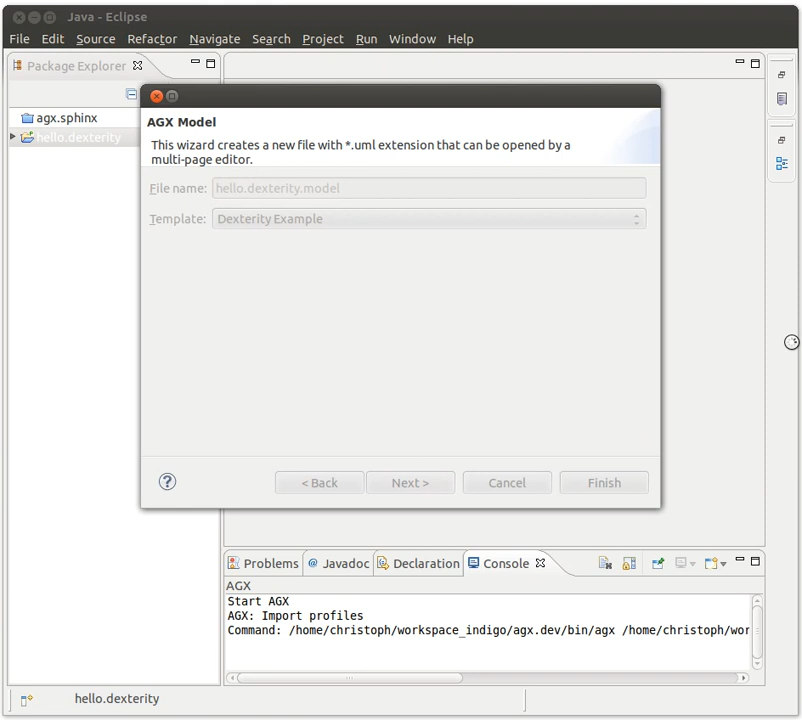 Java - Eclipse
File Edit Source Refactor Navigate Search Project Run Window Help
Package Explorer
agx.sphinx
hello.dexterity
AGX Model
This wizard creates a new file with *.uml extension that can be opened by a
multi-page editor.
File name: hello.dexterity.model
Template: Dexterity Example
?
< Back Next > Cancel Finish
Problems @ Javadoc Declaration Console
AGX
Start AGX
AGX: Import profiles
Command: /home/christoph/workspace_indigo/agx.dev/bin/agx /home/christoph/wor
hello.dexterity